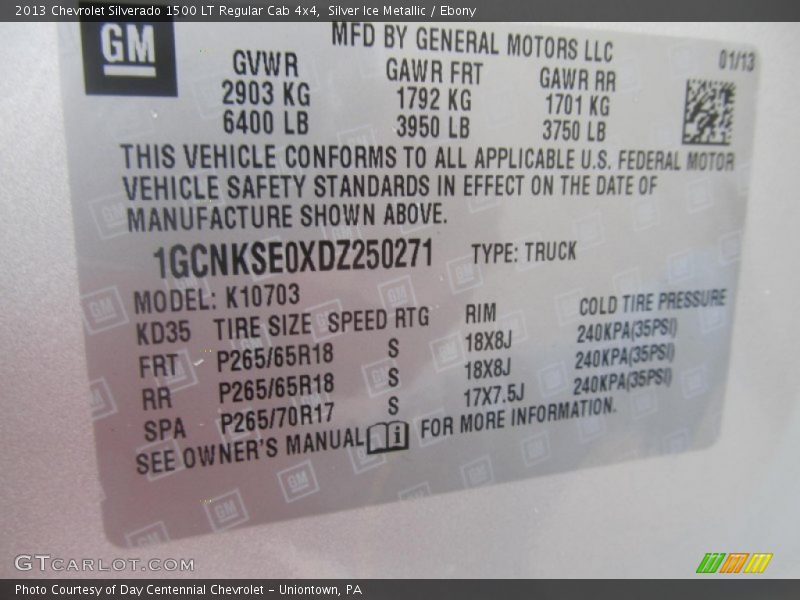 2013 Chevrolet Silverado 1500 LT Regular Cab 4x4, Silver Ice Metallic / Ebony
GM
MFD BY GENERAL MOTORS LLC
01/13
GVWR GAWR FRT GAWR RR
2903 KG 1792 KG 1701 KG
6400 LB 3950 LB 3750 LB
THIS VEHICLE CONFORMS TO ALL APPLICABLE U.S. FEDERAL MOTOR
VEHICLE SAFETY STANDARDS IN EFFECT ON THE DATE OF
MANUFACTURE SHOWN ABOVE.
1GCNKSE0XDZ250271 TYPE: TRUCK
MODEL: K10703
KD35 TIRE SIZE SPEED RTG RIM COLD TIRE PRESSURE
FRT P265/65R18 S 18X8J 240KPA(35PSI)
RR P265/65R18 S 18X8J 240KPA(35PSI)
SPA P265/70R17 S 17X7.5J 240KPA(35PSI)
SEE OWNER'S MANUAL FOR MORE INFORMATION.
GTCARLOT.COM
Photo Courtesy of Day Centennial Chevrolet - Uniontown, PA